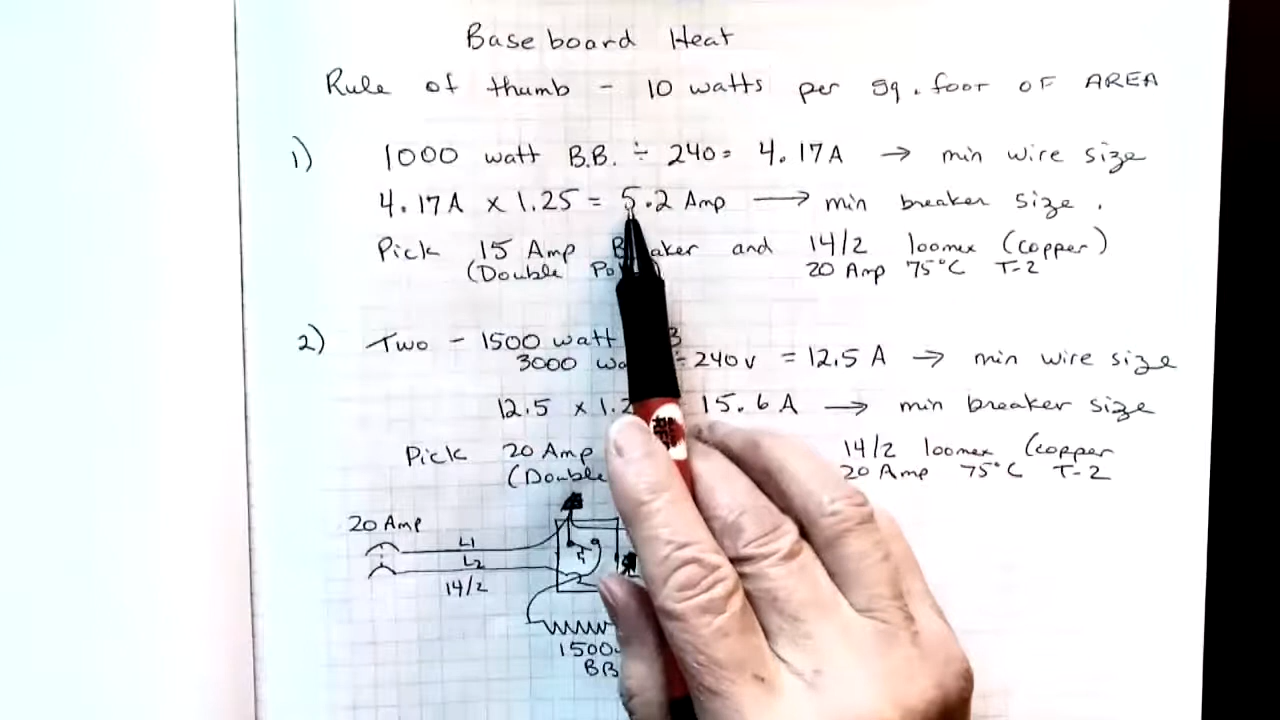 Baseboard Heat
Rule of thumb - 10 watts per sq. foot OF AREA
1) 1000 watt B.B. ÷ 240 = 4.17A → min wire size
4.17A x 1.25 = 5.2 Amp → min breaker size.
Pick 15 Amp and 14/2 loomex (copper)
(Double 20 Amp 75°C T-2
2) Two - 1500 watt
3000 ÷ 240 v = 12.5 A → min wire size
12.5 x 15.6 A → min breaker size
Pick 20 Amp 14/2 loomex (copper
(Double 20 Amp 75°C T-2
20 Amp
L1
L2
14/2
1500
BB